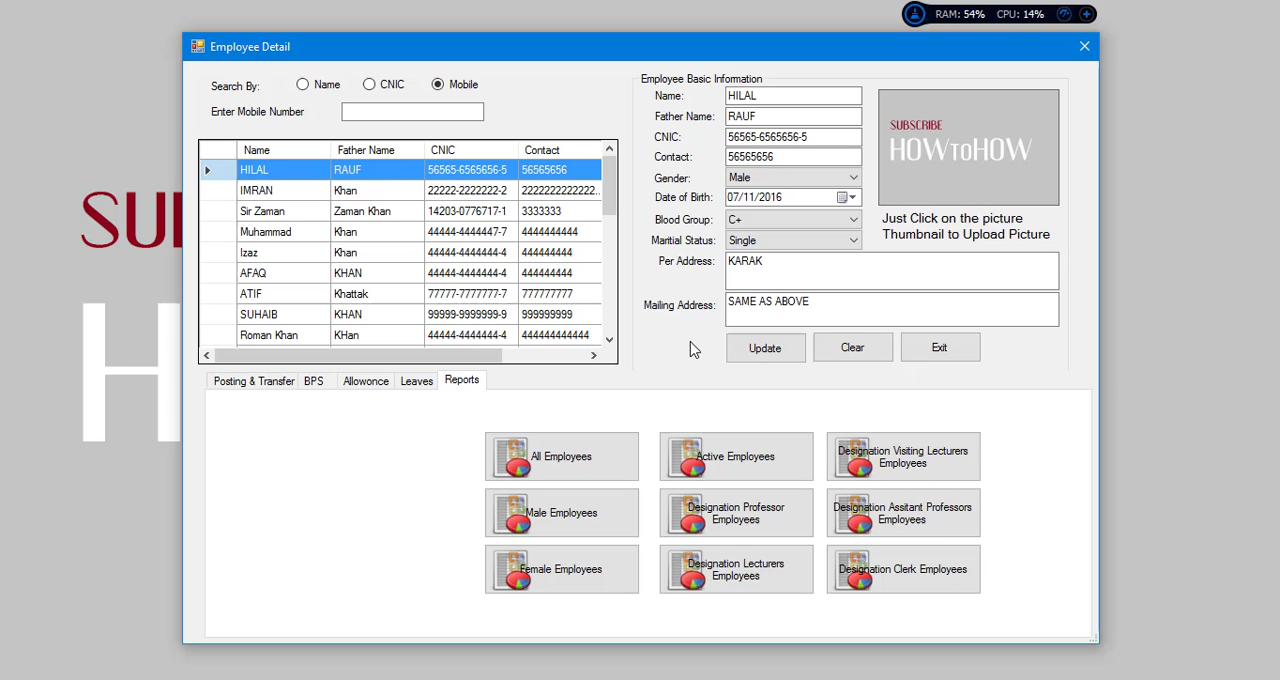 RAM: 54% CPU: 14%
Employee Detail
Search By: Name CNIC Mobile
Enter Mobile Number
Name Father Name CNIC Contact
HILAL RAUF 56565-6565656-5 56565656
IMRAN Khan 22222-2222222-2 2222222222222...
Sir Zaman Zaman Khan 14203-0776717-1 3333333
Muhammad Khan 44444-4444447-7 4444444444
Izaz Khan 44444-4444444-4 444444444
AFAQ KHAN 44444-4444444-4 444444444
ATIF Khattak 77777-7777777-7 777777777
SUHAIB KHAN 99999-9999999-9 999999999
Roman Khan KHan 44444-4444444-4 444444444444
Employee Basic Information
Name: HILAL
Father Name: RAUF
CNIC: 56565-6565656-5
Contact: 56565656
Gender: Male
Date of Birth: 07/11/2016
Blood Group: C+
Maritial Status: Single
Per Address: KARAK
Mailing Address: SAME AS ABOVE
SUBSCRIBE
HOWTOHOW
Just Click on the picture
Thumbnail to Upload Picture
Update Clear Exit
Posting & Transfer BPS Allowonce Leaves Reports
All Employees
Active Employees
Designation Visiting Lecturers
Employees
Male Employees
Designation Professor
Employees
Designation Assitant Professors
Employees
Female Employees
Designation Lecturers
Employees
Designation Clerk Employees
SU
H